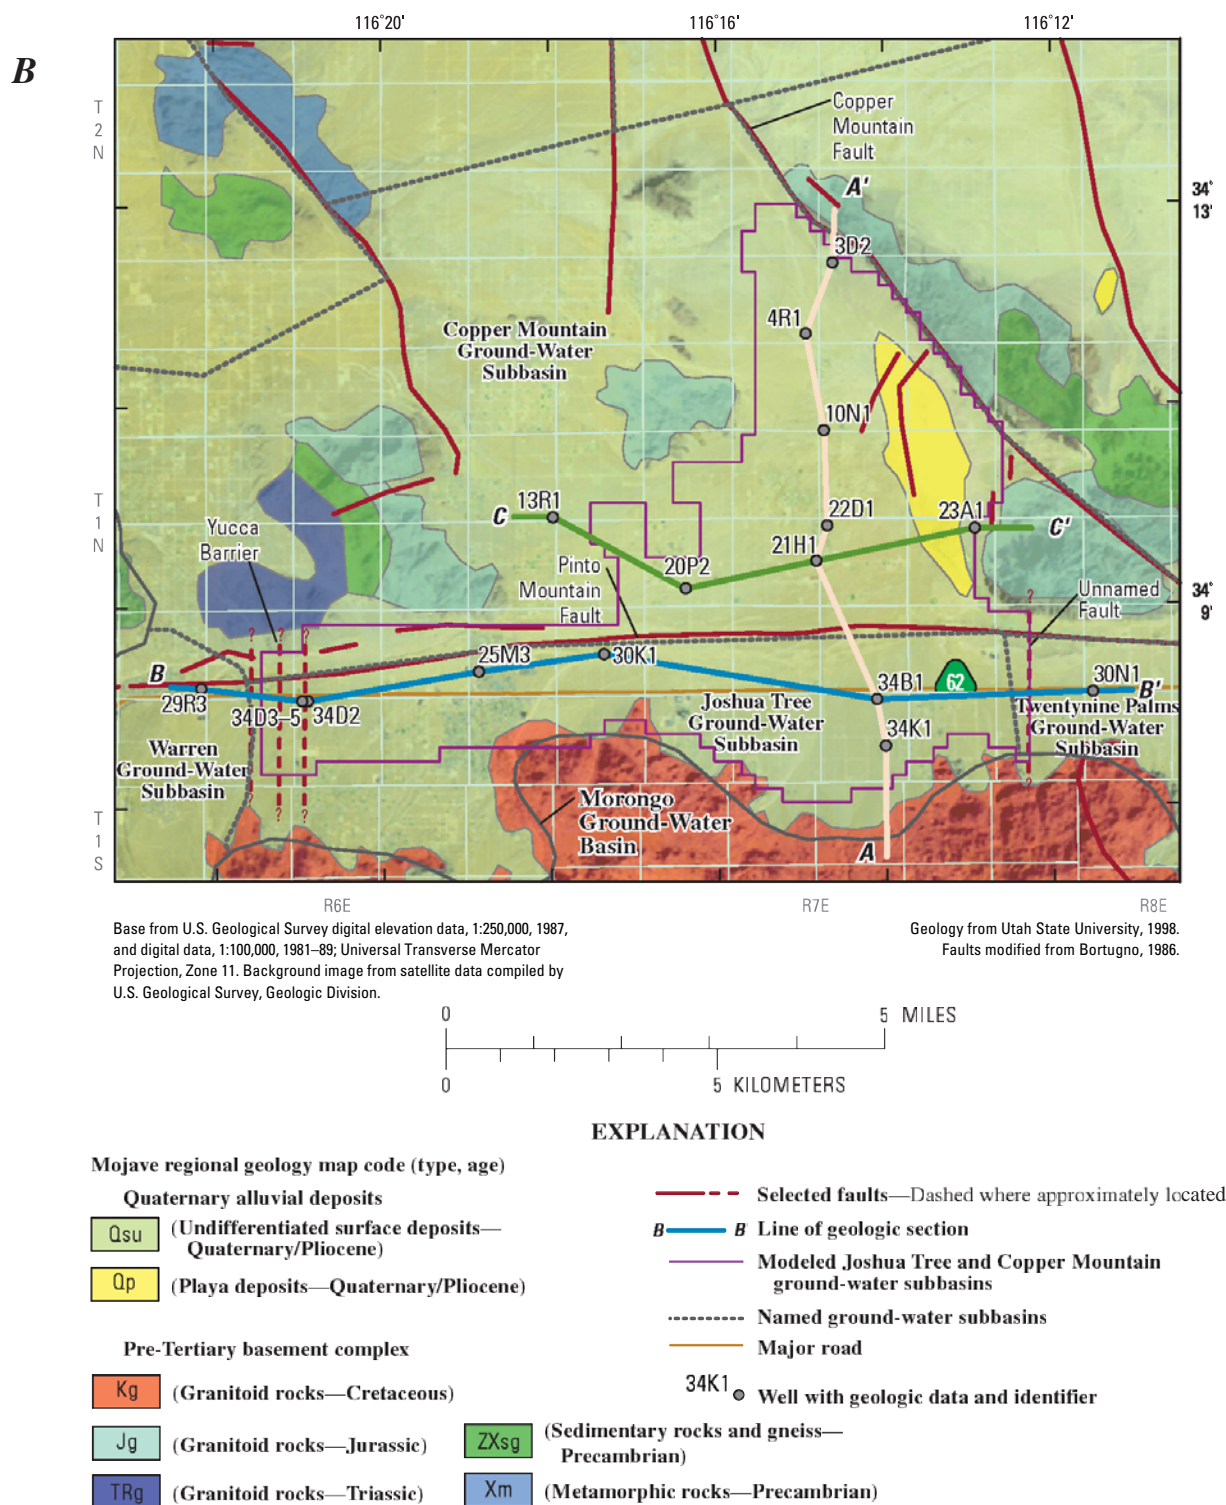 B
116°20'
116°16'
116°12'
T
2
N
Copper
Mountain
Fault
A'
34°
13'
3D2
4R1
Copper Mountain
Ground-Water
Subbasin
10N1
T
1
N
Yucca
Barrier
C
13R1
22D1
23A1
C'
21H1
20P2
Pinto
Mountain
Fault
Unnamed
Fault
34°
9'
?
?
?
?
B
29R3
34D3–5
34D2
25M3
30K1
34B1
62
30N1
B'
Joshua Tree
Ground-Water
Subbasin
Twentynine Palms
Ground-Water
Subbasin
34K1
Warren
Ground-Water
Subbasin
?
?
?
?
Morongo
Ground-Water
Basin
T
1
S
A
R6E
R7E
R8E
Base from U.S. Geological Survey digital elevation data, 1:250,000, 1987,
and digital data, 1:100,000, 1981–89; Universal Transverse Mercator
Projection, Zone 11. Background image from satellite data compiled by
U.S. Geological Survey, Geologic Division.
Geology from Utah State University, 1998.
Faults modified from Bortugno, 1986.
0 5 MILES
0 5 KILOMETERS
EXPLANATION
Mojave regional geology map code (type, age)
Quaternary alluvial deposits
Qsu (Undifferentiated surface deposits—
Quaternary/Pliocene)
Qp (Playa deposits—Quaternary/Pliocene)
Pre-Tertiary basement complex
Kg (Granitoid rocks—Cretaceous)
Jg (Granitoid rocks—Jurassic)
TRg (Granitoid rocks—Triassic)
ZXsg (Sedimentary rocks and gneiss—
Precambrian)
Xm (Metamorphic rocks—Precambrian)
Selected faults—Dashed where approximately located
B B' Line of geologic section
Modeled Joshua Tree and Copper Mountain
ground-water subbasins
Named ground-water subbasins
Major road
34K1 Well with geologic data and identifier